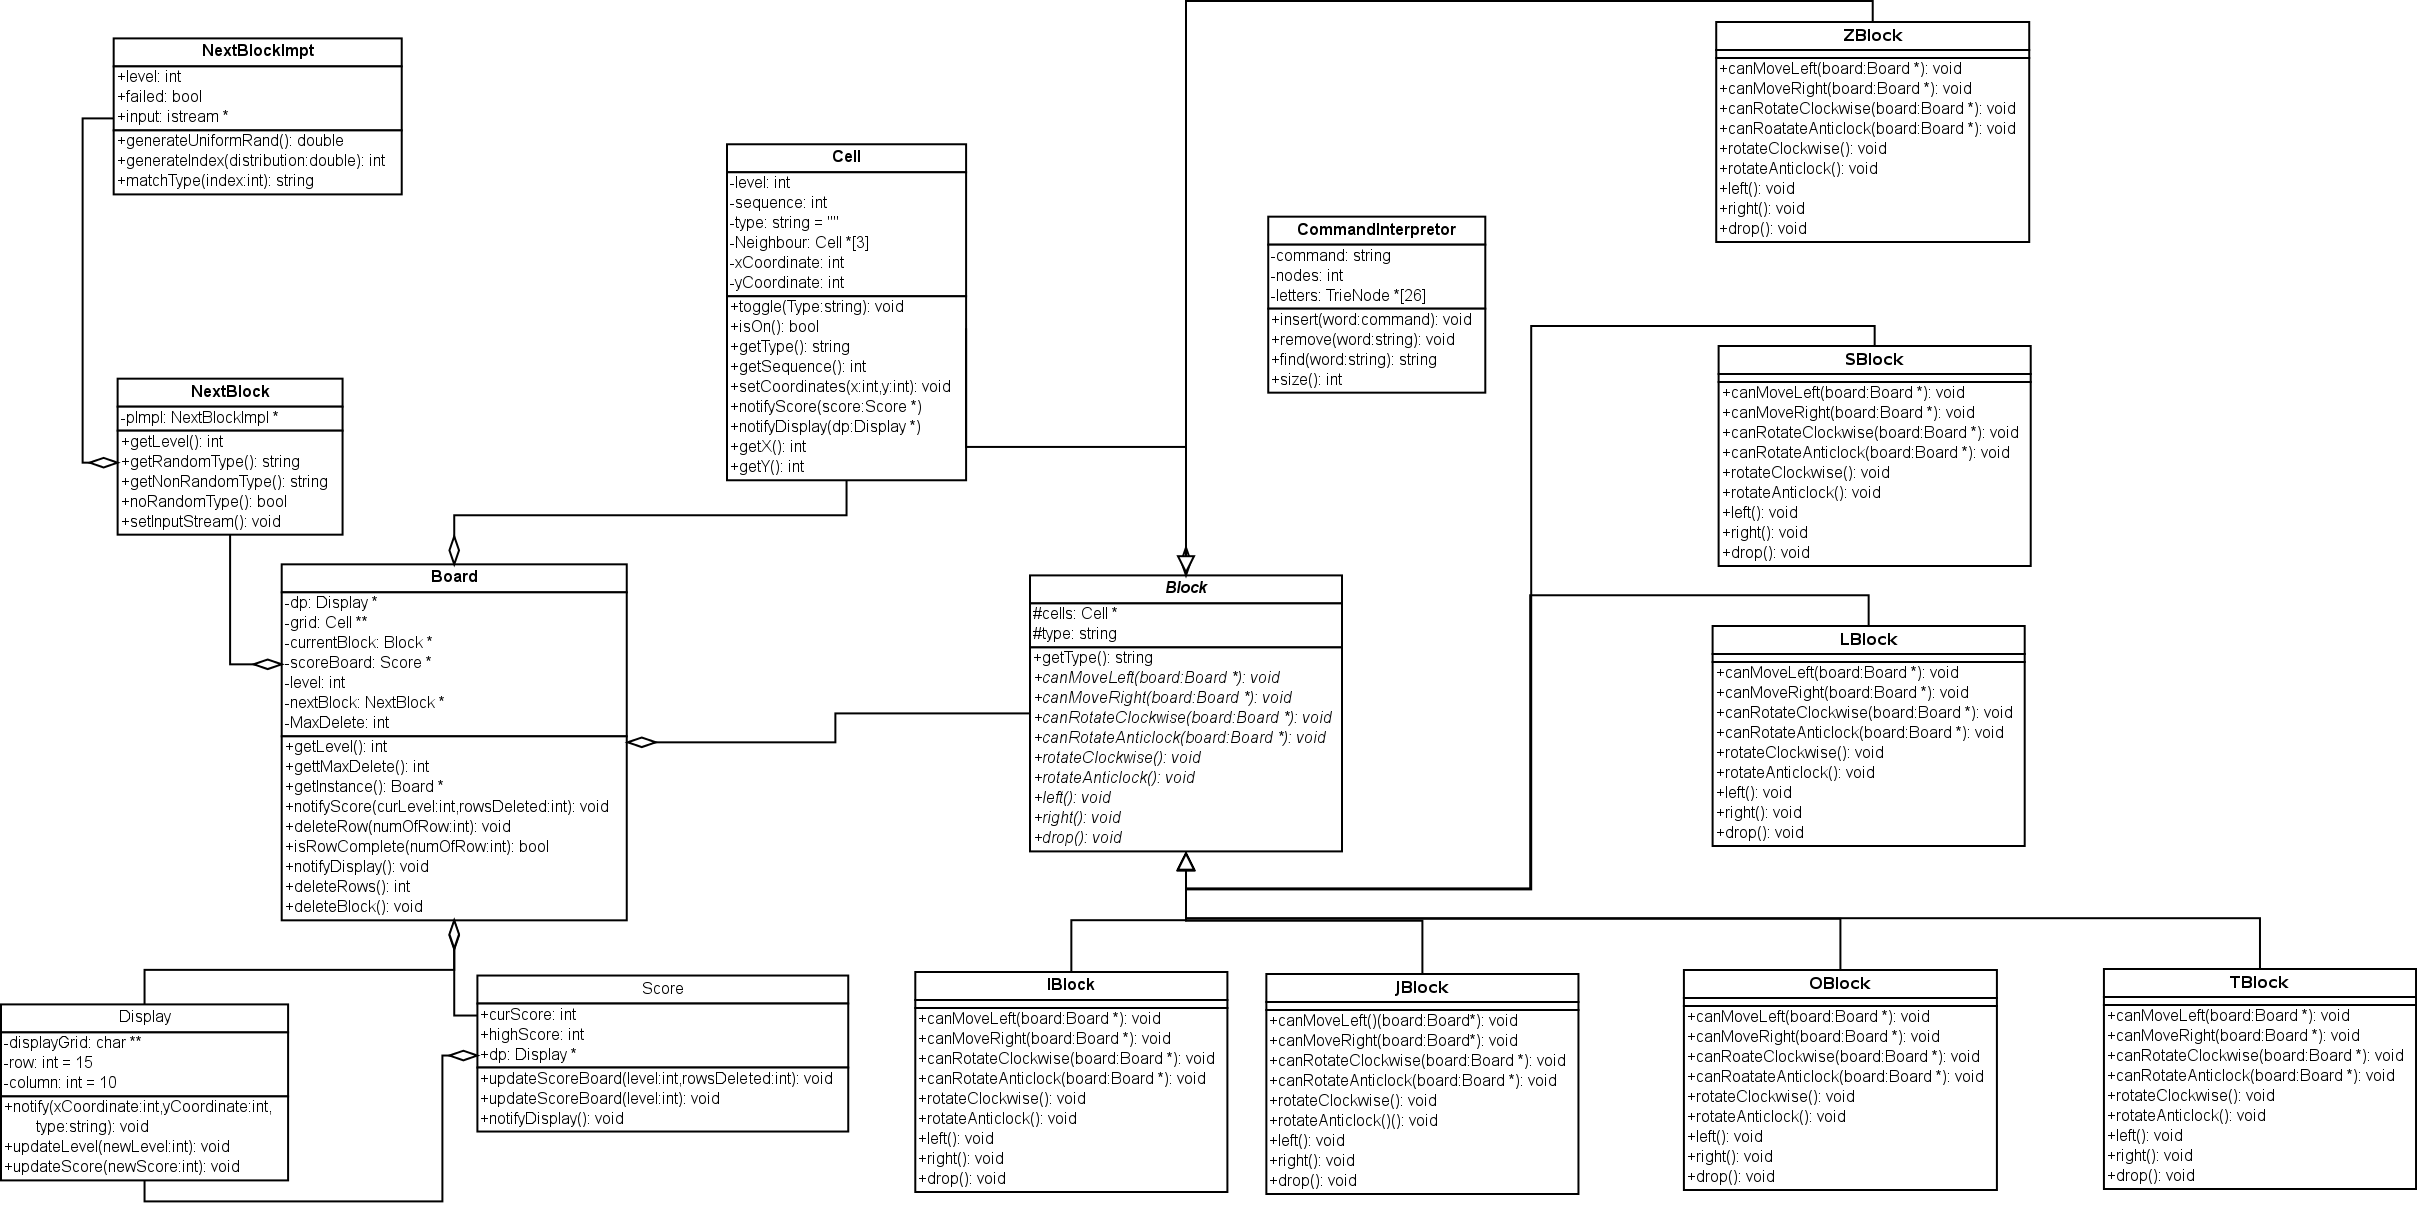 NextBlockImpt
+level: int
+failed: bool
+input: istream *
+generateUniformRand(): double
+generateIndex(distribution:double): int
+matchType(index:int): string
NextBlock
-pImpl: NextBlockImpl *
+getLevel(): int
+getRandomType(): string
+getNonRandomType(): string
+noRandomType(): bool
+setInputStream(): void
Cell
-level: int
-sequence: int
-type: string = ""
-Neighbour: Cell *[3]
-xCoordinate: int
-yCoordinate: int
+toggle(Type:string): void
+isOn(): bool
+getType(): string
+getSequence(): int
+setCoordinates(x:int,y:int): void
+notifyScore(score:Score *)
+notifyDisplay(dp:Display *)
+getX(): int
+getY(): int
CommandInterpretor
-command: string
-nodes: int
-letters: TrieNode *[26]
+insert(word:command): void
+remove(word:string): void
+find(word:string): string
+size(): int
ZBlock
+canMoveLeft(board:Board *): void
+canMoveRight(board:Board *): void
+canRotateClockwise(board:Board *): void
+canRoatateAnticlock(board:Board *): void
+rotateClockwise(): void
+rotateAnticlock(): void
+left(): void
+right(): void
+drop(): void
SBlock
+canMoveLeft(board:Board *): void
+canMoveRight(board:Board *): void
+canRotateClockwise(board:Board *): void
+canRotateAnticlock(board:Board *): void
+rotateClockwise(): void
+rotateAnticlock(): void
+left(): void
+right(): void
+drop(): void
Board
-dp: Display *
-grid: Cell **
-currentBlock: Block *
-scoreBoard: Score *
-level: int
-nextBlock: NextBlock *
-MaxDelete: int
+getLevel(): int
+gettMaxDelete(): int
+getInstance(): Board *
+notifyScore(curLevel:int,rowsDeleted:int): void
+deleteRow(numOfRow:int): void
+isRowComplete(numOfRow:int): bool
+notifyDisplay(): void
+deleteRows(): int
+deleteBlock(): void
Block
#cells: Cell *
#type: string
+getType(): string
+canMoveLeft(board:Board *): void
+canMoveRight(board:Board *): void
+canRotateClockwise(board:Board *): void
+canRotateAnticlock(board:Board *): void
+rotateClockwise(): void
+rotateAnticlock(): void
+left(): void
+right(): void
+drop(): void
LBlock
+canMoveLeft(board:Board *): void
+canMoveRight(board:Board *): void
+canRotateClockwise(board:Board *): void
+canRotateAnticlock(board:Board *): void
+rotateClockwise(): void
+rotateAnticlock(): void
+left(): void
+right(): void
+drop(): void
Display
-displayGrid: char **
-row: int = 15
-column: int = 10
+notify(xCoordinate:int,yCoordinate:int,
type:string): void
+updateLevel(newLevel:int): void
+updateScore(newScore:int): void
Score
+curScore: int
+highScore: int
+dp: Display *
+updateScoreBoard(level:int,rowsDeleted:int): void
+updateScoreBoard(level:int): void
+notifyDisplay(): void
IBlock
+canMoveLeft(board:Board *): void
+canMoveRight(board:Board *): void
+canRotateClockwise(board:Board *): void
+canRotateAnticlock(board:Board *): void
+rotateClockwise(): void
+rotateAnticlock(): void
+left(): void
+right(): void
+drop(): void
JBlock
+canMoveLeft()(board:Board*): void
+canMoveRight(board:Board*): void
+canRotateClockwise(board:Board *): void
+canRotateAnticlock(board:Board *): void
+rotateClockwise(): void
+rotateAnticlock()(): void
+left(): void
+right(): void
+drop(): void
OBlock
+canMoveLeft(board:Board *): void
+canMoveRight(board:Board *): void
+canRoateClockwise(board:Board *): void
+canRoatateAnticlock(board:Board *): void
+rotateClockwise(): void
+rotateAnticlock(): void
+left(): void
+right(): void
+drop(): void
TBlock
+canMoveLeft(board:Board *): void
+canMoveRight(board:Board *): void
+canRotateClockwise(board:Board *): void
+canRotateAnticlock(board:Board *): void
+rotateClockwise(): void
+rotateAnticlock(): void
+left(): void
+right(): void
+drop(): void